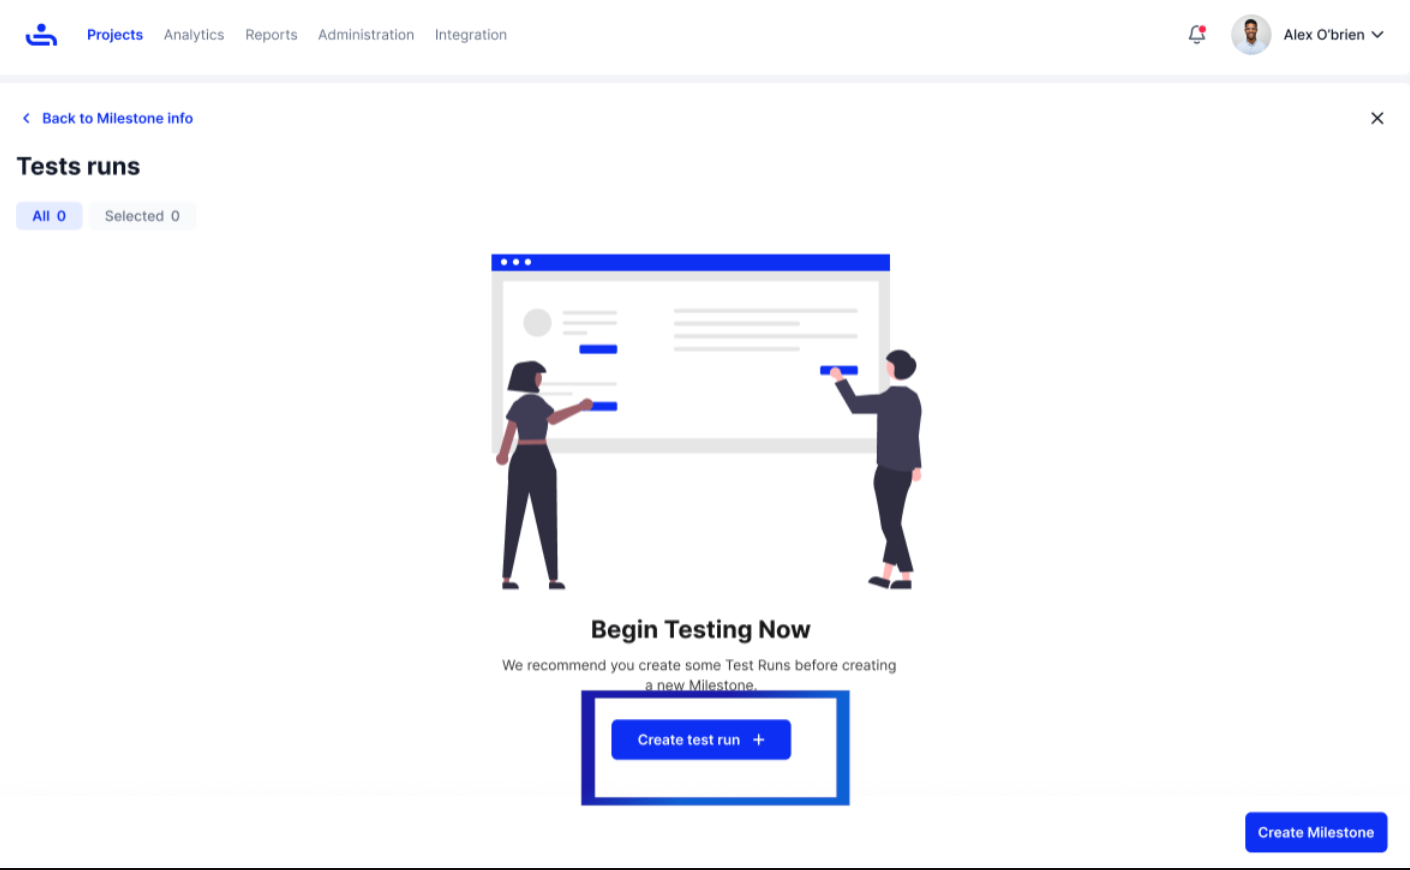 Projects Analytics Reports Administration Integration Alex O'brien
Back to Milestone info
Tests runs
All 0 Selected 0
Begin Testing Now
We recommend you create some Test Runs before creating
a new Milestone.
Create test run +
Create Milestone